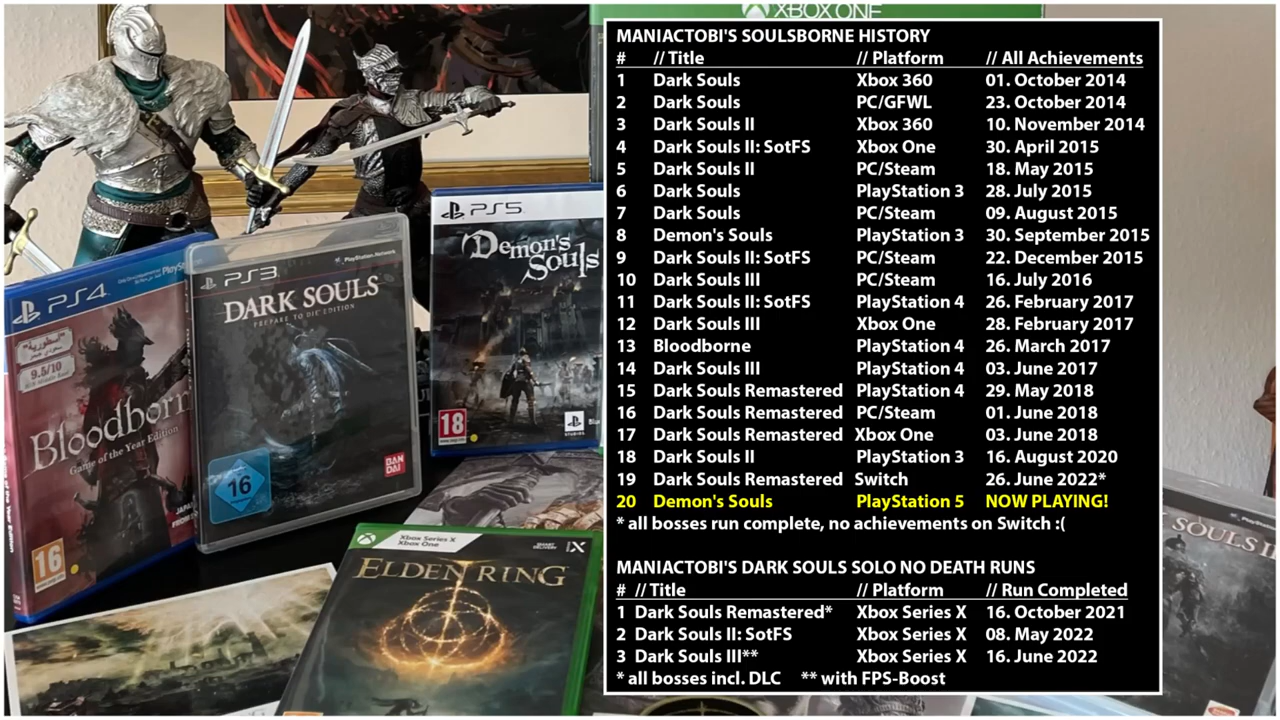 XBOX ONE
MANIACTOBI'S SOULSBORNE HISTORY
# // Title // Platform // All Achievements
1 Dark Souls Xbox 360 01. October 2014
2 Dark Souls PC/GFWL 23. October 2014
3 Dark Souls II Xbox 360 10. November 2014
4 Dark Souls II: SotFS Xbox One 30. April 2015
5 Dark Souls II PC/Steam 18. May 2015
6 Dark Souls PlayStation 3 28. July 2015
7 Dark Souls PC/Steam 09. August 2015
8 Demon's Souls PlayStation 3 30. September 2015
9 Dark Souls II: SotFS PC/Steam 22. December 2015
10 Dark Souls III PC/Steam 16. July 2016
11 Dark Souls II: SotFS PlayStation 4 26. February 2017
12 Dark Souls III Xbox One 28. February 2017
13 Bloodborne PlayStation 4 26. March 2017
14 Dark Souls III PlayStation 4 03. June 2017
15 Dark Souls Remastered PlayStation 4 29. May 2018
16 Dark Souls Remastered PC/Steam 01. June 2018
17 Dark Souls Remastered Xbox One 03. June 2018
18 Dark Souls II PlayStation 3 16. August 2020
19 Dark Souls Remastered Switch 26. June 2022*
20 Demon's Souls PlayStation 5 NOW PLAYING!
* all bosses run complete, no achievements on Switch :(
MANIACTOBI'S DARK SOULS SOLO NO DEATH RUNS
# // Title // Platform // Run Completed
1 Dark Souls Remastered* Xbox Series X 16. October 2021
2 Dark Souls II: SotFS Xbox Series X 08. May 2022
3 Dark Souls III** Xbox Series X 16. June 2022
* all bosses incl. DLC ** with FPS-Boost
PS4
9.5/10
Bloodborn
Game of the Year Edition
16
PS3
PlayStation Network
DARK SOULS
PREPARE TO DIE EDITION
16
BAN
DAI
PS5
Demon's
Souls
18
STUDIOS
Xbox Series X
Xbox One
SMART
DELIVERY
ELDEN RING
SOULS II